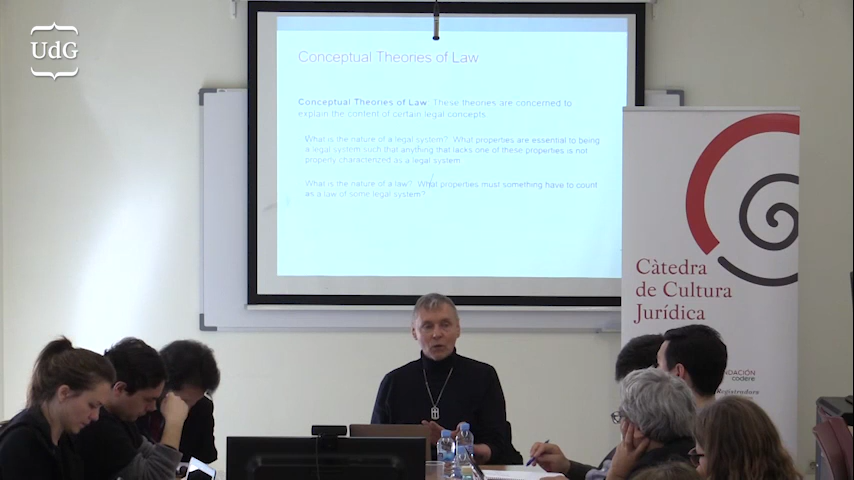 UdG
Conceptual Theories of Law
Conceptual Theories of Law. These theories are concerned to
explain the content of certain legal concepts.
What is the nature of a legal system? What properties are essential to being
a legal system such that anything that lacks one of these properties is not
properly characterized as a legal system.
What is the nature of a law? What properties must something have to count
as a law of some legal system?
Càtedra
de Cultura
Jurídica
codere
Registradors